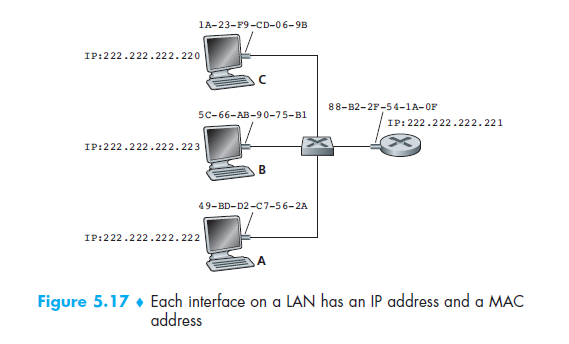 1A-23-F9-CD-06-9B
IP:222.222.222.220
C
88-B2-2F-54-1A-0F
5C-66-AB-90-75-B1
IP:222.222.222.221
IP:222.222.222.223
B
49-BD-D2-C7-56-2A
IP:222.222.222.222
A
Figure 5.17 ♦ Each interface on a LAN has an IP address and a MAC
address